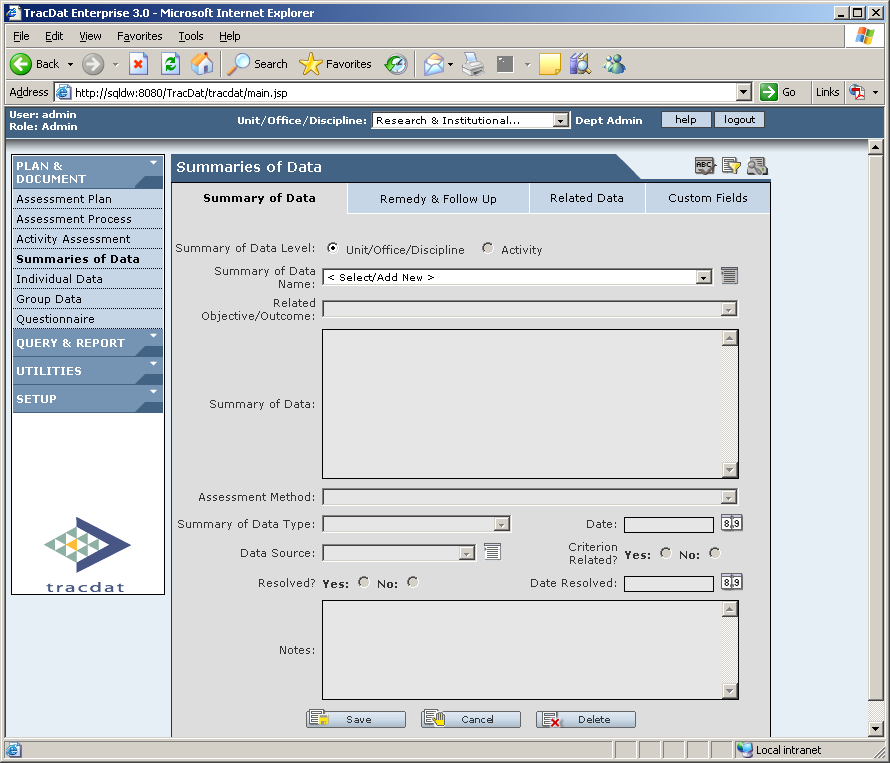 TracDat Enterprise 3.0 - Microsoft Internet Explorer
File Edit View Favorites Tools Help
Back Search Favorites
Address http://sqldw:8080/TracDat/tracdat/main.jsp Go Links
User: admin
Role: Admin
Unit/Office/Discipline: Research & Institutional... Dept Admin help logout
PLAN &
DOCUMENT
Assessment Plan
Assessment Process
Activity Assessment
Summaries of Data
Individual Data
Group Data
Questionnaire
QUERY & REPORT
UTILITIES
SETUP
tracdat
Summaries of Data
ABC
Summary of Data Remedy & Follow Up Related Data Custom Fields
Summary of Data Level: Unit/Office/Discipline Activity
Summary of Data
Name: < Select/Add New >
Related
Objective/Outcome:
Summary of Data:
Assessment Method:
Summary of Data Type: Date: 8,9
Data Source: Criterion
Related? Yes: No:
Resolved? Yes: No: Date Resolved: 8,9
Notes:
Save Cancel Delete
Local intranet